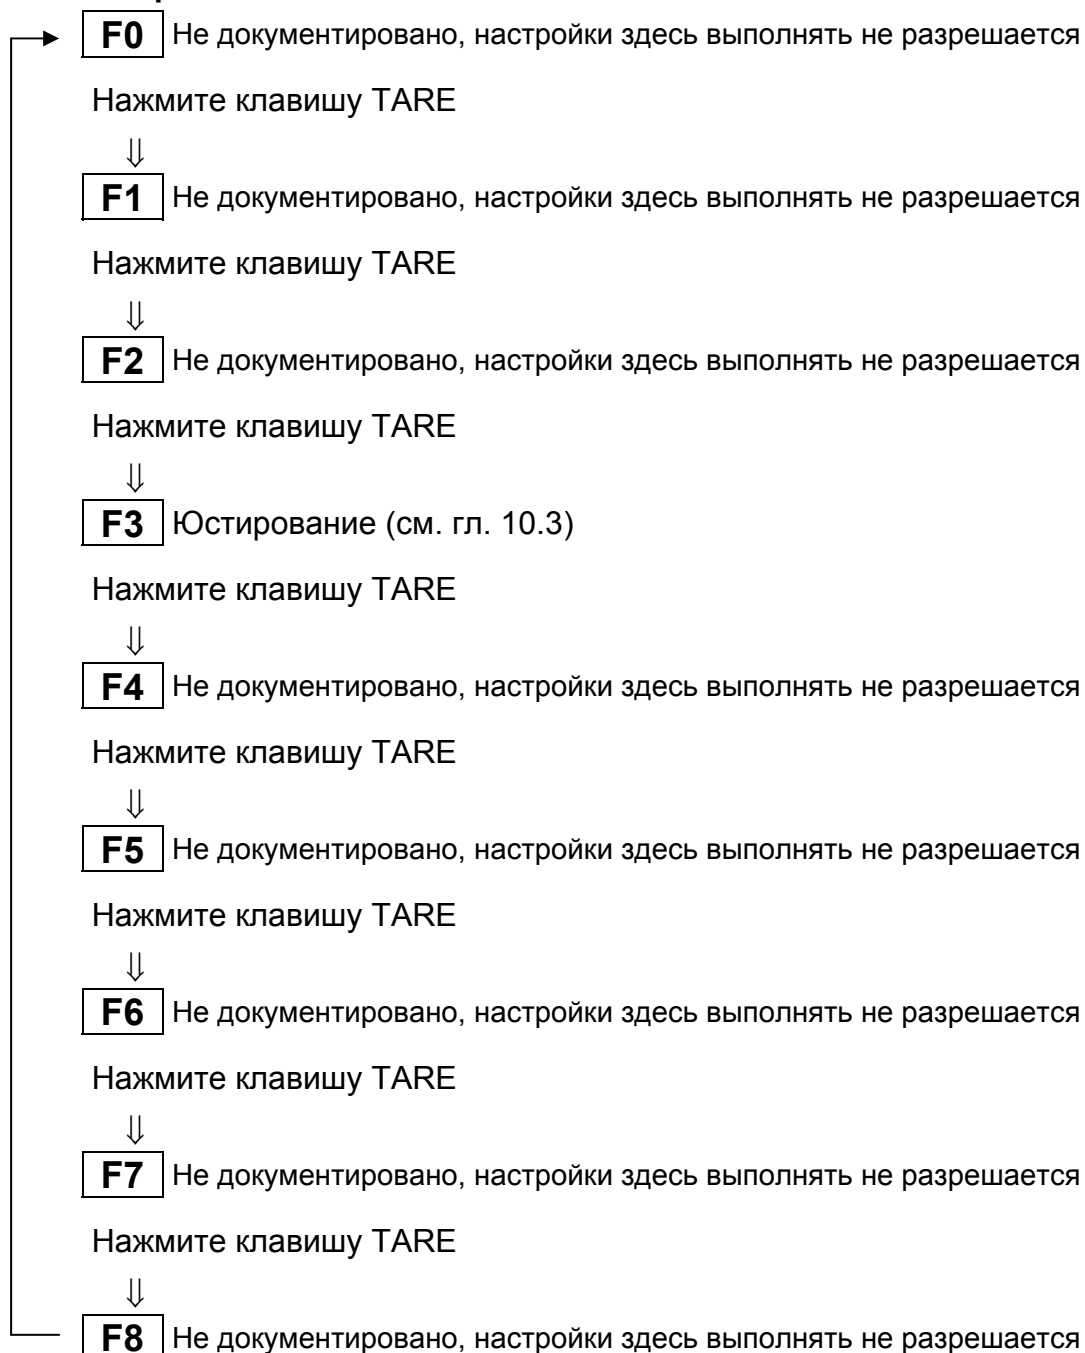 F0 Не документировано, настройки здесь выполнять не разрешается
Нажмите клавишу TARE
⇓
F1 Не документировано, настройки здесь выполнять не разрешается
Нажмите клавишу TARE
⇓
F2 Не документировано, настройки здесь выполнять не разрешается
Нажмите клавишу TARE
⇓
F3 Юстирование (см. гл. 10.3)
Нажмите клавишу TARE
⇓
F4 Не документировано, настройки здесь выполнять не разрешается
Нажмите клавишу TARE
⇓
F5 Не документировано, настройки здесь выполнять не разрешается
Нажмите клавишу TARE
⇓
F6 Не документировано, настройки здесь выполнять не разрешается
Нажмите клавишу TARE
⇓
F7 Не документировано, настройки здесь выполнять не разрешается
Нажмите клавишу TARE
⇓
F8 Не документировано, настройки здесь выполнять не разрешается